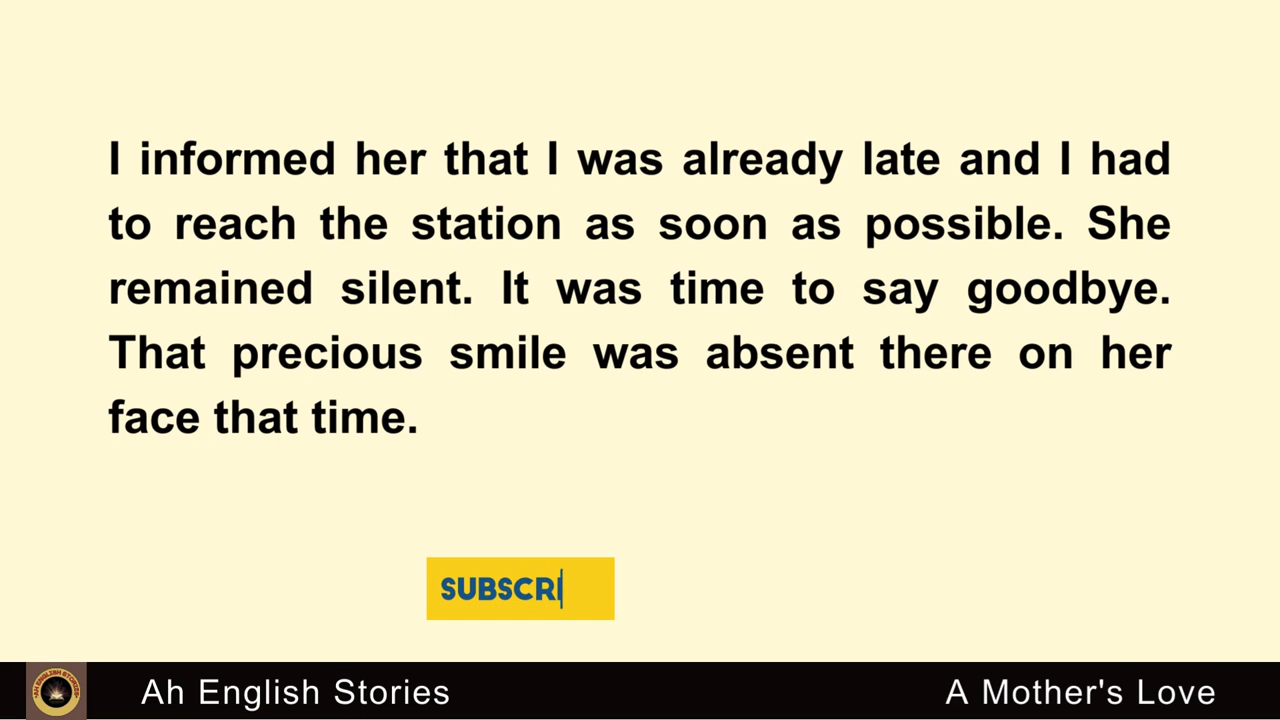 I informed her that I was already late and I had
to reach the station as soon as possible. She
remained silent. It was time to say goodbye.
That precious smile was absent there on her
face that time.
SUBSCRI
Ah English Stories
A Mother's Love